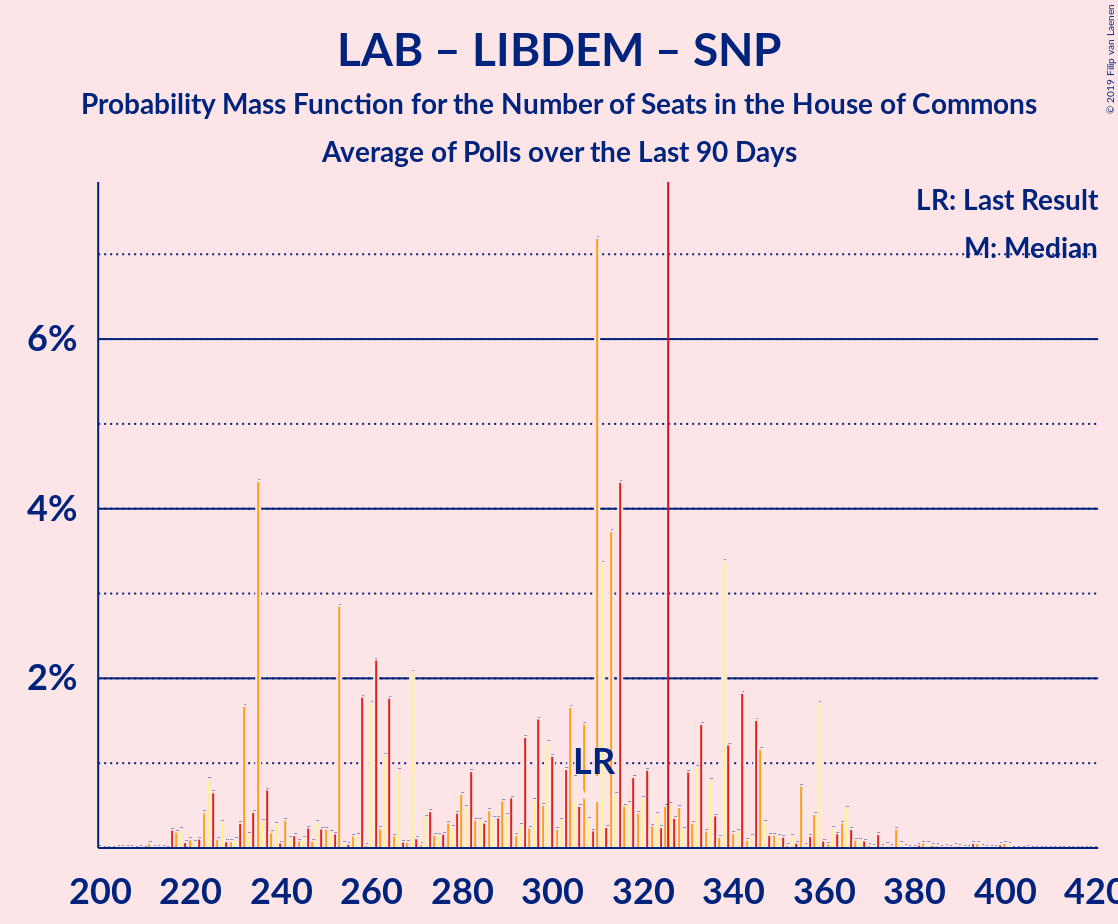 LAB – LIBDEM – SNP
Probability Mass Function for the Number of Seats in the House of Commons
Average of Polls over the Last 90 Days
© 2019 Filip van Laenen
LR: Last Result
M: Median
6%
4%
2%
LR
200 220 240 260 280 300 320 340 360 380 400 420